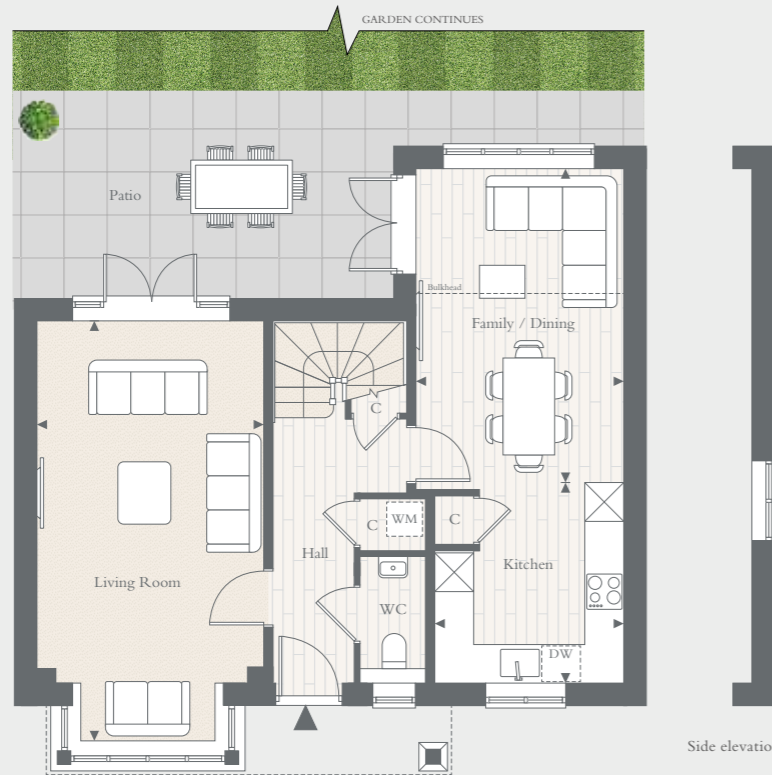 GARDEN CONTINUES
Patio
Bulkhead
Family / Dining
C
C
WM
C
Hall
Kitchen
Living Room
WC
DW
Side elevatio